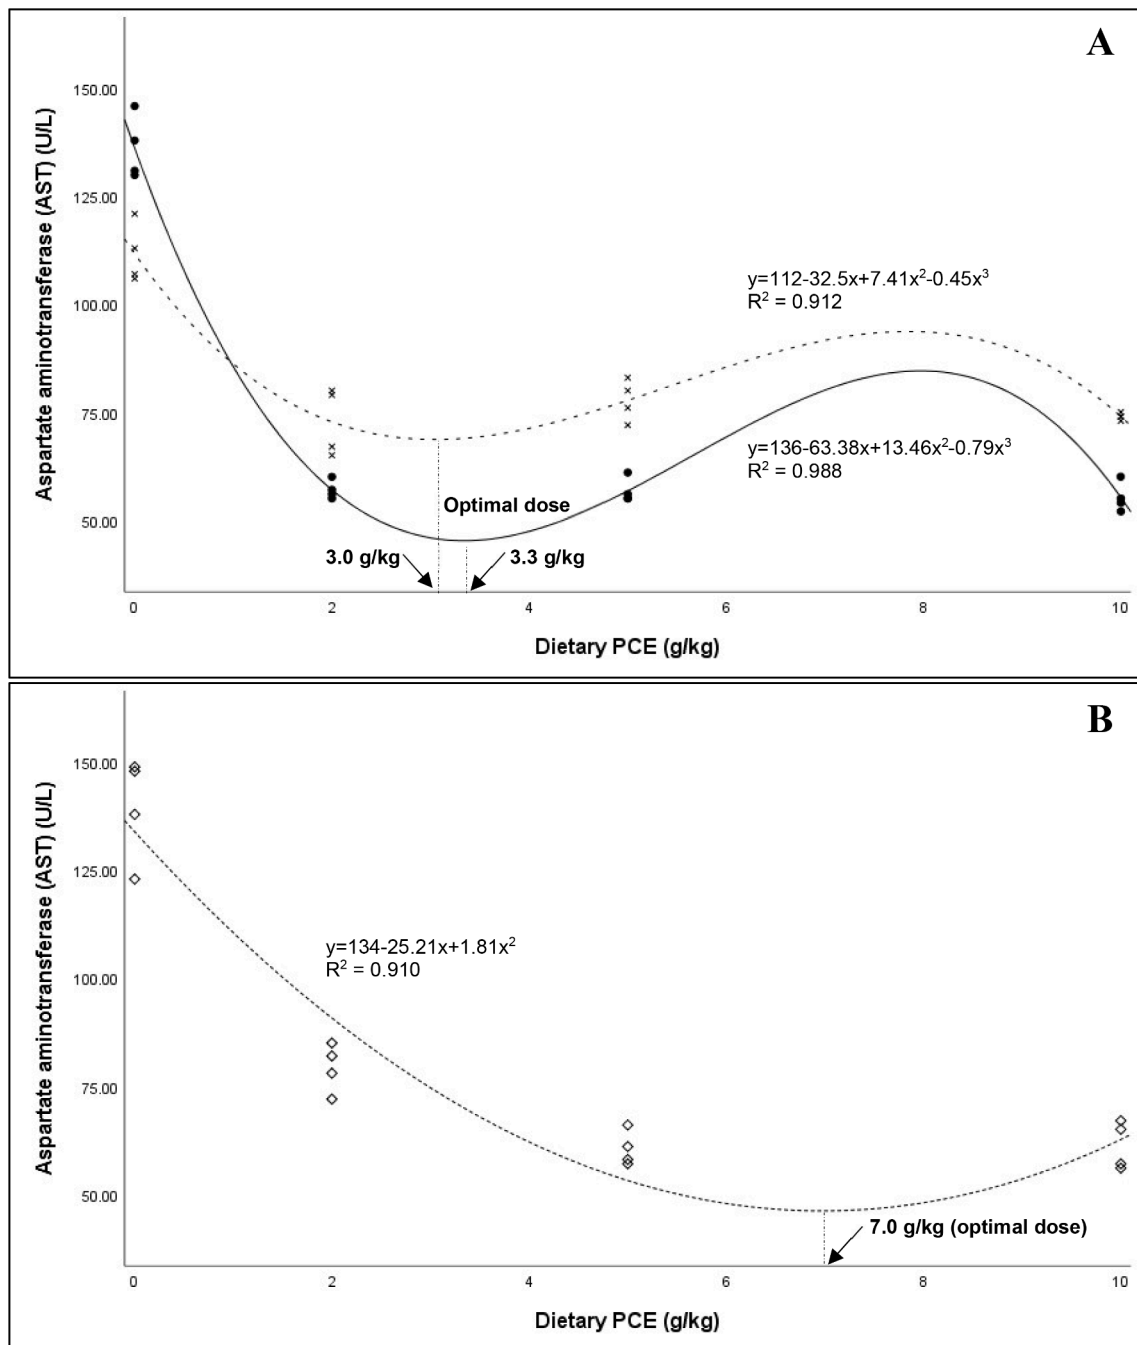 A
Aspartate aminotransferase (AST) (U/L)
150.00
125.00
100.00
75.00
50.00
y=112-32.5x+7.41x²-0.45x³
R² = 0.912
y=136-63.38x+13.46x²-0.79x³
R² = 0.988
Optimal dose
3.0 g/kg
3.3 g/kg
0 2 4 6 8 10
Dietary PCE (g/kg)
B
Aspartate aminotransferase (AST) (U/L)
150.00
125.00
100.00
75.00
50.00
y=134-25.21x+1.81x²
R² = 0.910
7.0 g/kg (optimal dose)
0 2 4 6 8 10
Dietary PCE (g/kg)